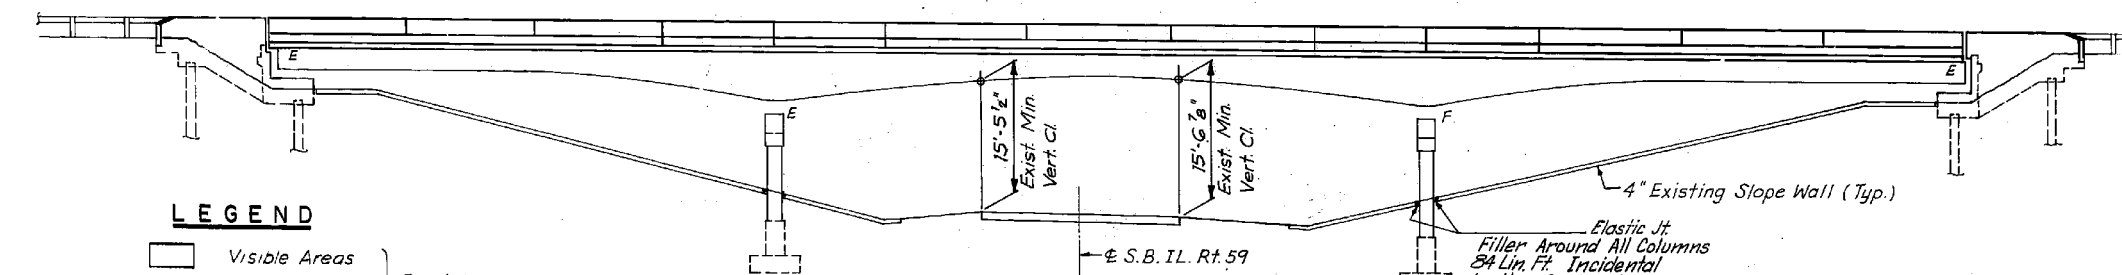 E
E
E
F
15'-5½"
Exist. Min.
Vert. Cl.
15'-6⅞"
Exist. Min.
Vert. Cl.
4" Existing Slope Wall (Typ.)
LEGEND
Visible Areas
℄ S.B. IL. Rt. 59
Elastic Jt.
Filler Around All Columns
84 Lin. Ft. Incidental